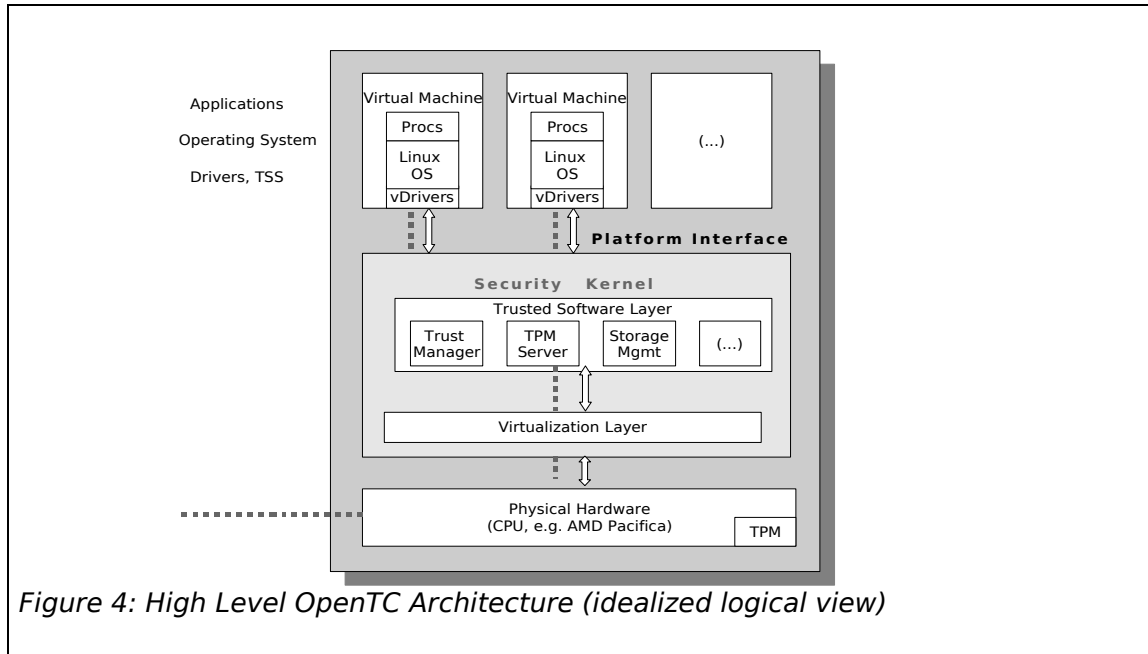 Applications
Operating System
Drivers, TSS
Virtual Machine
Procs
Linux
OS
vDrivers
Virtual Machine
Procs
Linux
OS
vDrivers
(...)
Platform Interface
Security Kernel
Trusted Software Layer
Trust
Manager
TPM
Server
Storage
Mgmt
(...)
Virtualization Layer
Physical Hardware
(CPU, e.g. AMD Pacifica)
TPM
Figure 4: High Level OpenTC Architecture (idealized logical view)